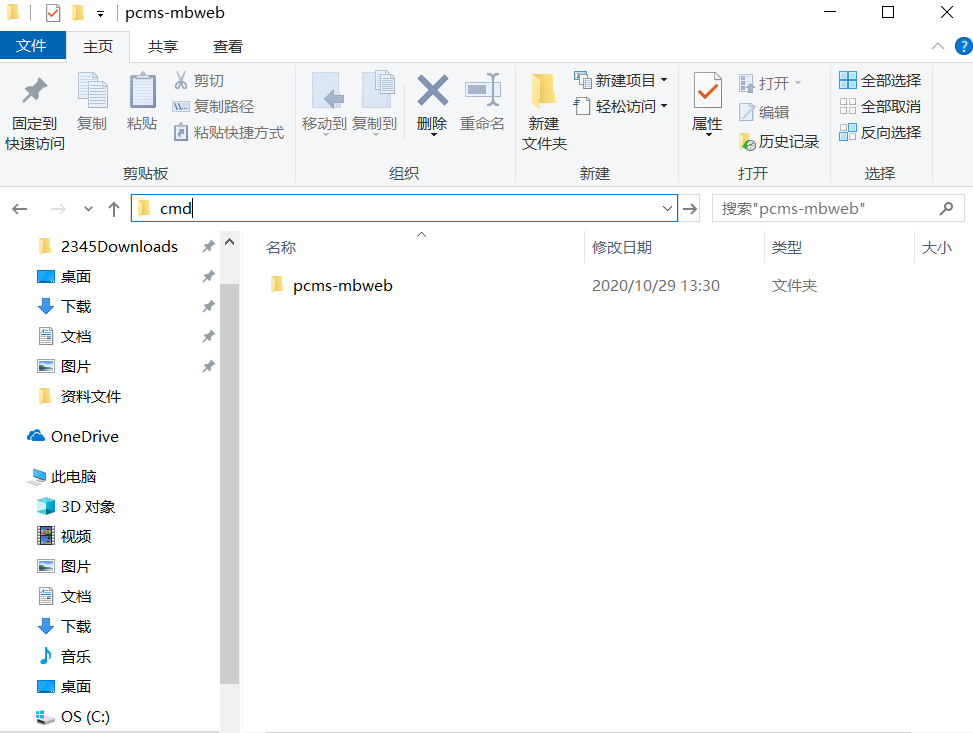 pcms-mbweb
文件 主页 共享 查看
固定到
快速访问
复制
粘贴
剪切
复制路径
粘贴快捷方式
剪贴板
移动到
复制到
删除
重命名
组织
新建
文件夹
新建项目
轻松访问
新建
属性
打开
编辑
历史记录
打开
全部选择
全部取消
反向选择
选择
cmd
搜索"pcms-mbweb"
2345Downloads
桌面
下载
文档
图片
资料文件
OneDrive
此电脑
3D 对象
视频
图片
文档
下载
音乐
桌面
OS (C:)
名称 修改日期 类型 大小
pcms-mbweb 2020/10/29 13:30 文件夹